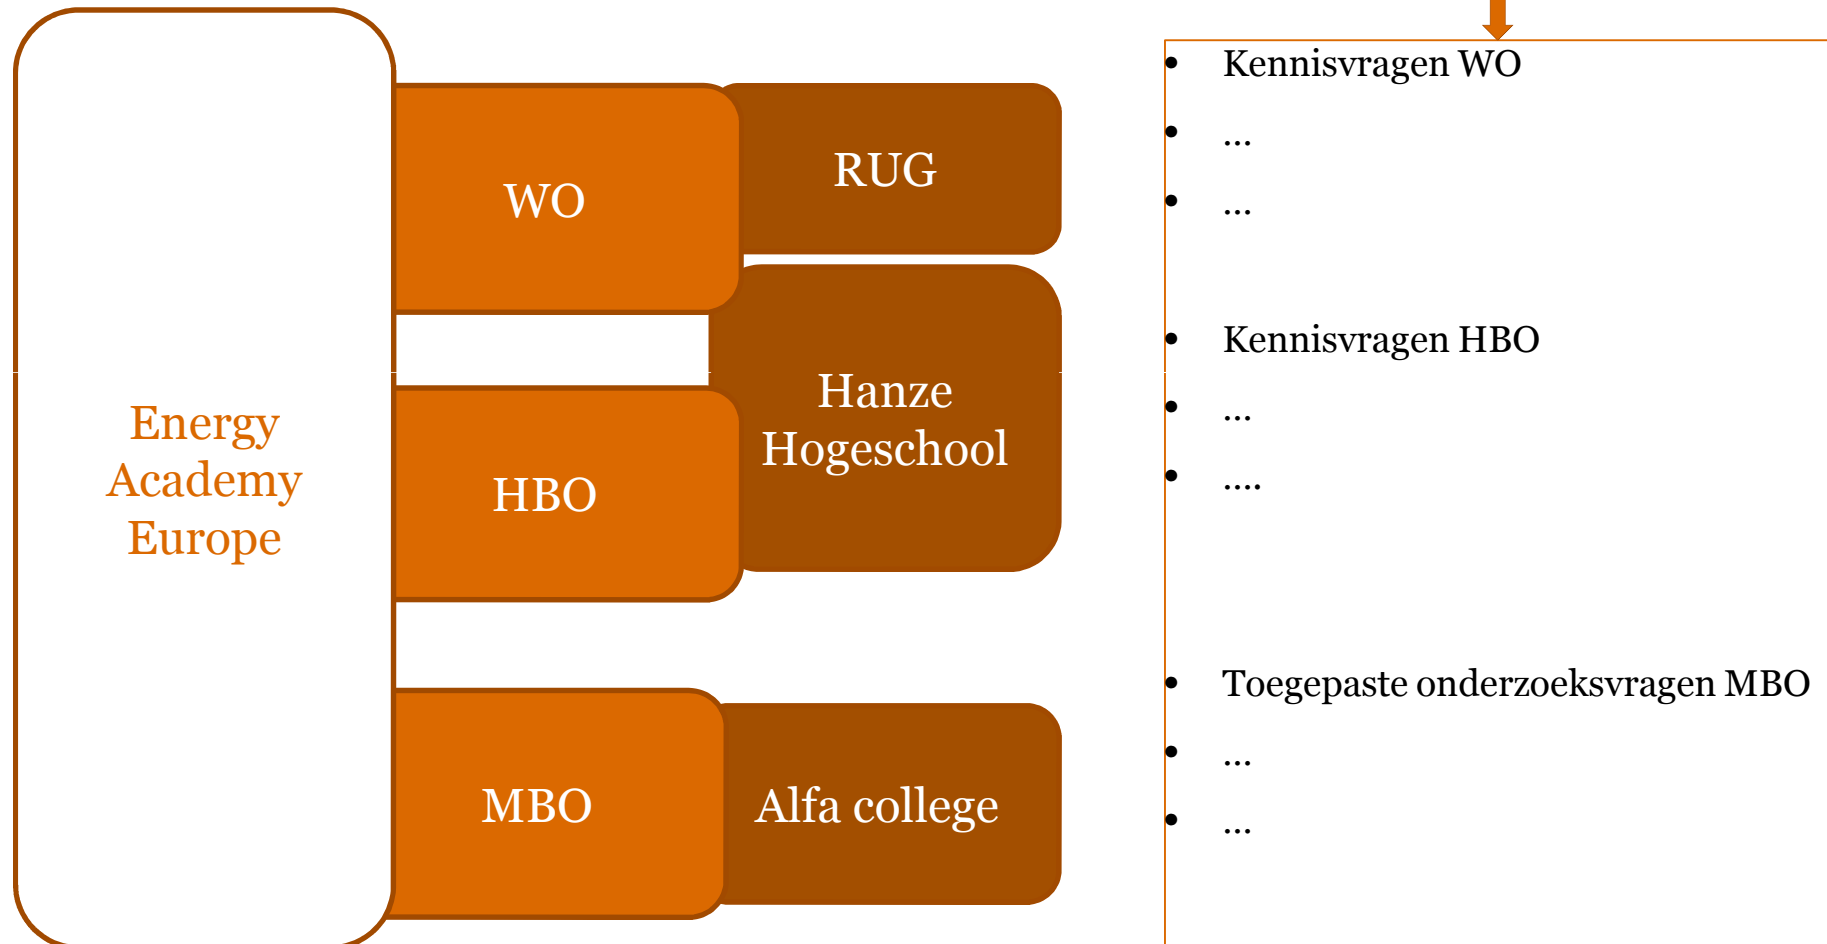 Energy
Academy
Europe
WO
RUG
HBO
Hanze
Hogeschool
MBO
Alfa college
• Kennisvragen WO
• ...
• ...
• Kennisvragen HBO
• ...
• ....
• Toegepaste onderzoeksvragen MBO
• ...
• ...